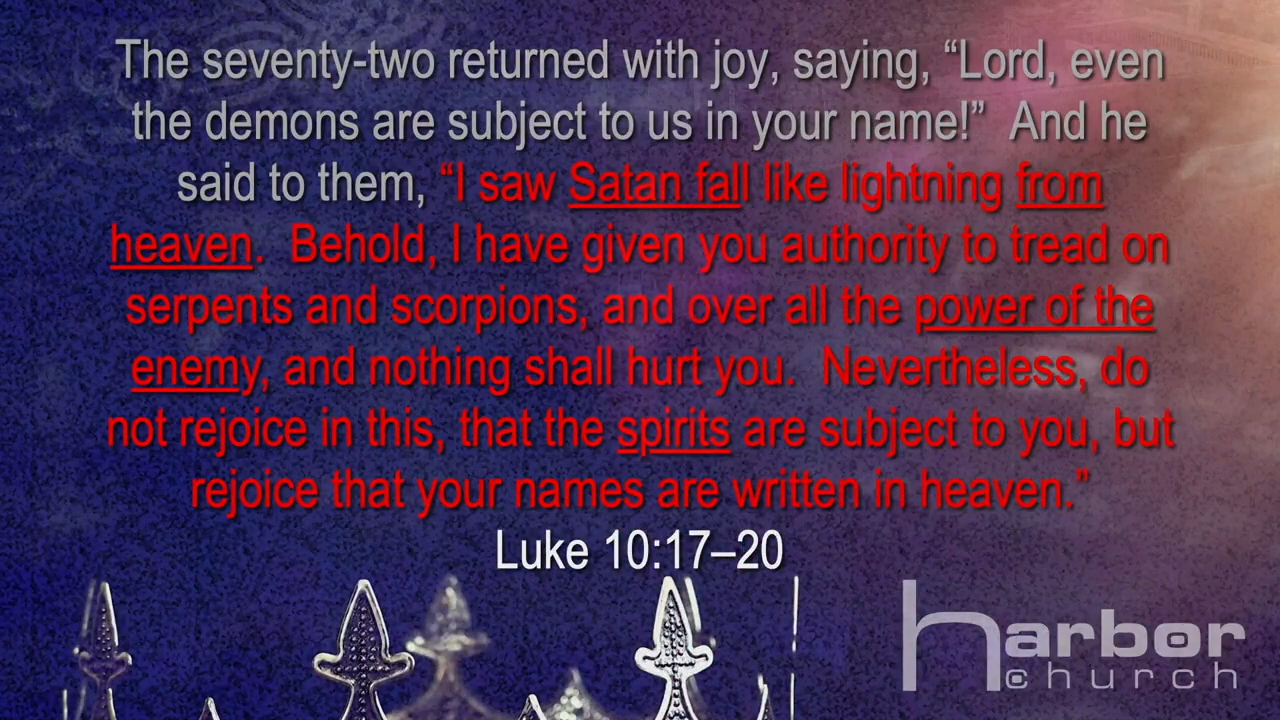 The seventy-two returned with joy, saying, “Lord, even
the demons are subject to us in your name!”  And he
said to them, “I saw Satan fall like lightning from
heaven.  Behold, I have given you authority to tread on
serpents and scorpions, and over all the power of the
enemy, and nothing shall hurt you.  Nevertheless, do
not rejoice in this, that the spirits are subject to you, but
rejoice that your names are written in heaven.”
Luke 10:17–20
harbor
church